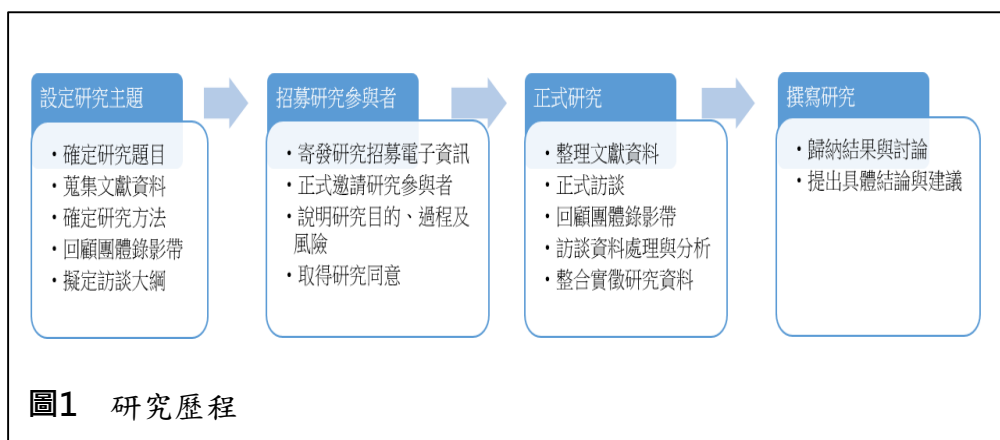 設定研究主題
• 確定研究題目
• 蒐集文獻資料
• 確定研究方法
• 回顧團體錄影帶
• 擬定訪談大綱
招募研究參與者
• 寄發研究招募電子資訊
• 正式邀請研究參與者
• 說明研究目的、過程及
風險
• 取得研究同意
正式研究
• 整理文獻資料
• 正式訪談
• 回顧團體錄影帶
• 訪談資料處理與分析
• 整合實徵研究資料
撰寫研究
• 歸納結果與討論
• 提出具體結論與建議
圖1 研究歷程